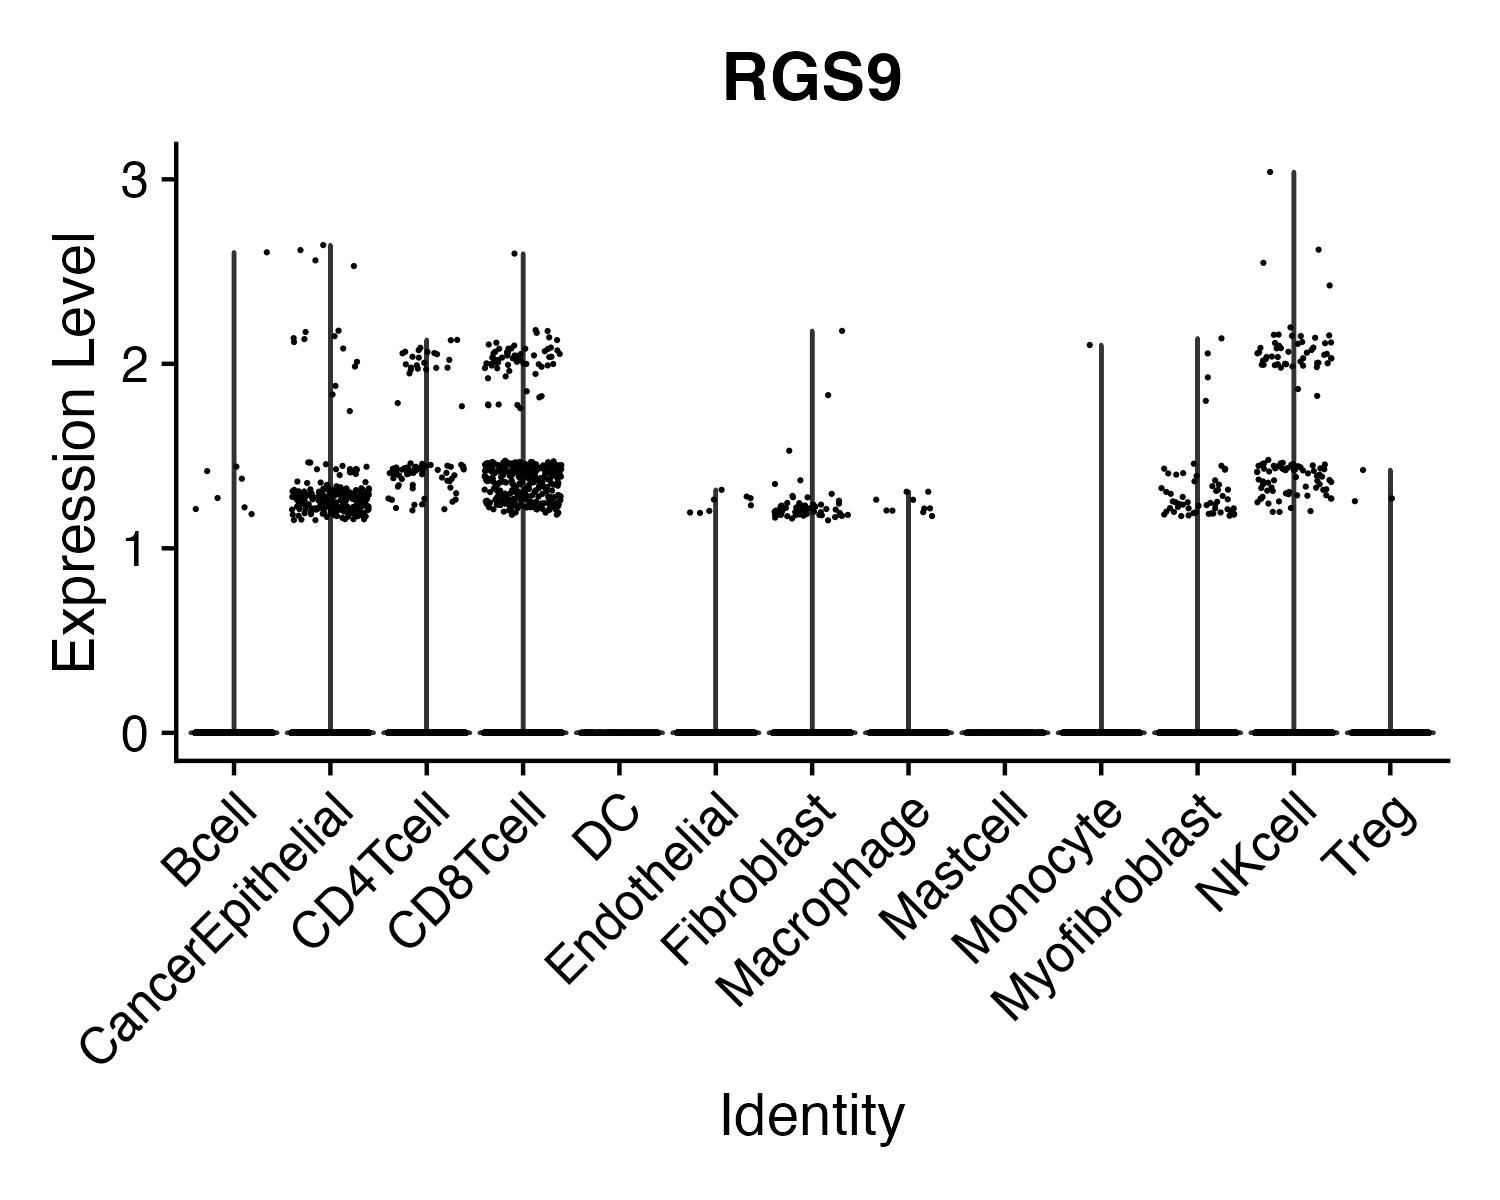 RGS9
Expression Level
3
2
1
0
Bcell
CancerEpithelial
CD4Tcell
CD8Tcell
DC
Endothelial
Fibroblast
Macrophage
Mastcell
Monocyte
Myofibroblast
NKcell
Treg
Identity